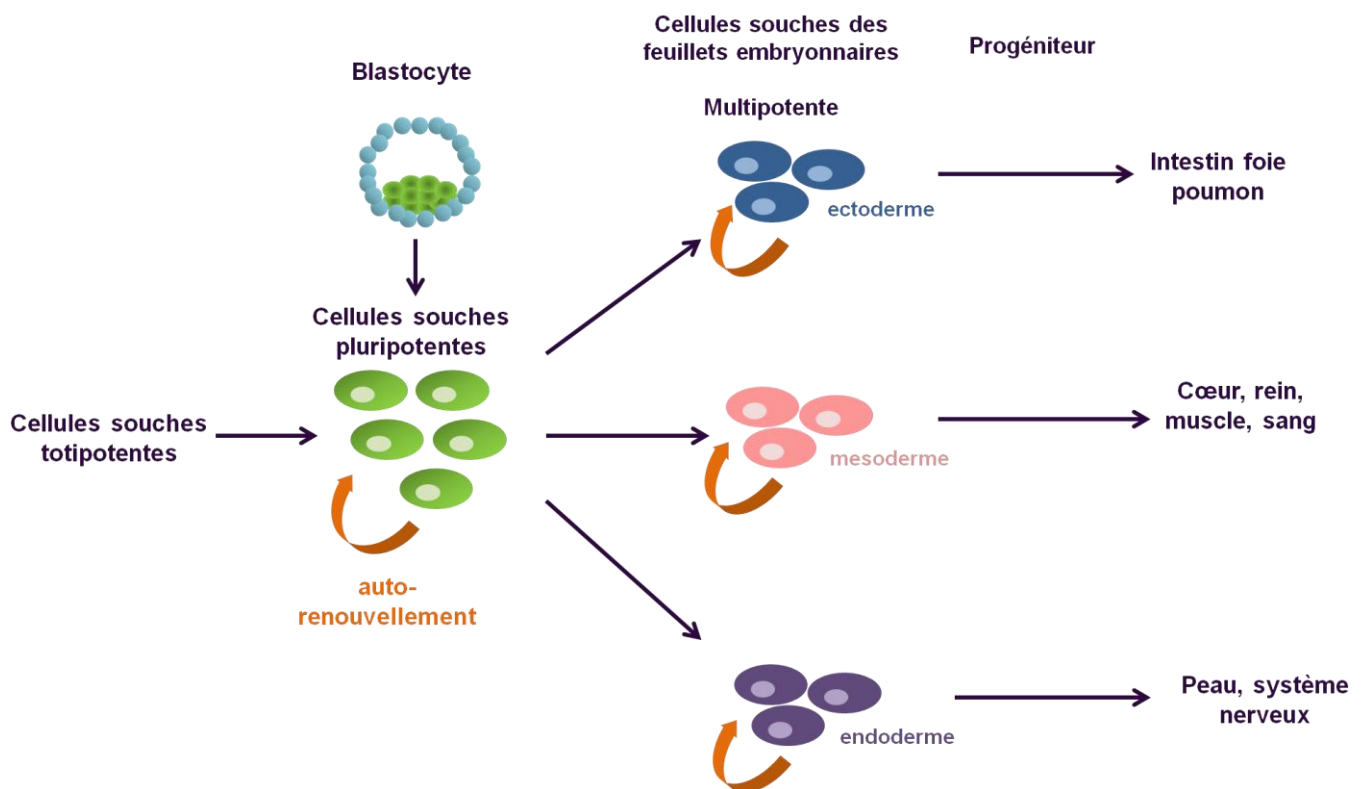 Cellules souches des
feuillets embryonnaires
Progéniteur
Blastocyte
Multipotente
ectoderme
Intestin foie
poumon
Cellules souches
pluripotentes
Cellules souches
totipotentes
mesoderme
Cœur, rein,
muscle, sang
auto-
renouvellement
endoderme
Peau, système
nerveux